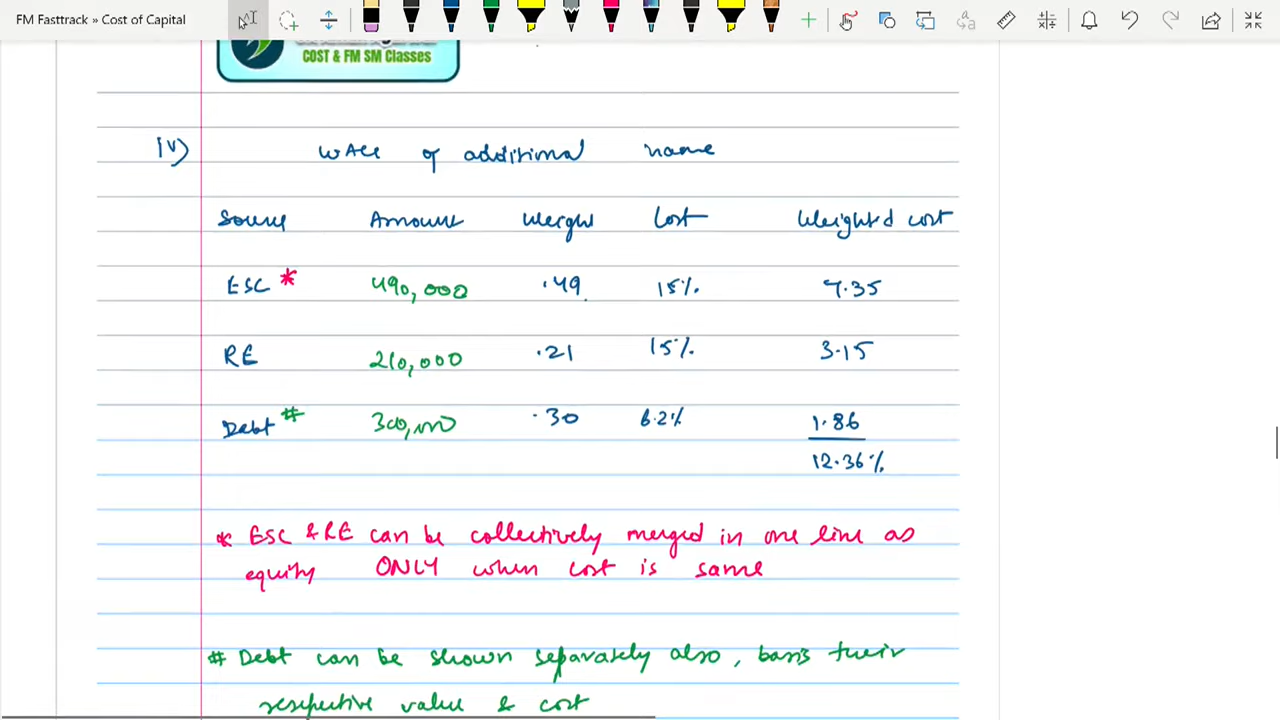 FM Fasttrack » Cost of Capital
COST & FM SM Classes
iv) WACC of additional name
Source Amount Weight Cost Weighted cost
ESC * 490,000 .49 15% 7.35
RE 210,000 .21 15% 3.15
Debt # 300,000 .30 6.2% 1.86
12.36%
* ESC & RE can be collectively merged in one line as
equity ONLY when cost is same
# Debt can be shown separately also, basis their
resepective value & cost